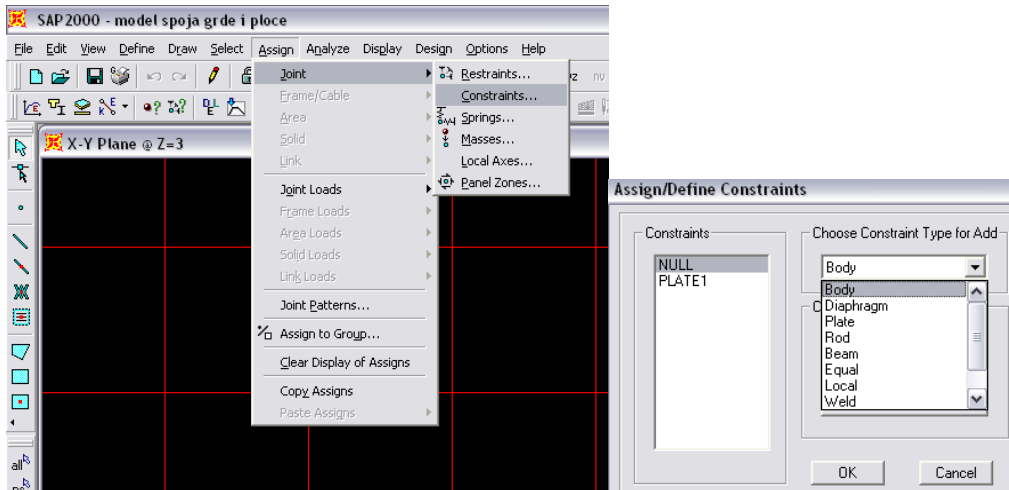 SAP2000 - model spoja grde i ploce
File Edit View Define Draw Select Assign Analyze Display Design Options Help
X-Y Plane @ Z=3
Joint
Frame/Cable
Area
Solid
Link
Joint Loads
Frame Loads
Area Loads
Solid Loads
Link Loads
Joint Patterns...
Assign to Group...
Clear Display of Assigns
Copy Assigns
Paste Assigns
Restraints...
Constraints...
Springs...
Masses...
Local Axes...
Panel Zones...
nv
all
Assign/Define Constraints
Constraints
NULL
PLATE1
Choose Constraint Type for Add
Body
Body
Diaphragm
Plate
Rod
Beam
Equal
Local
Weld
OK Cancel